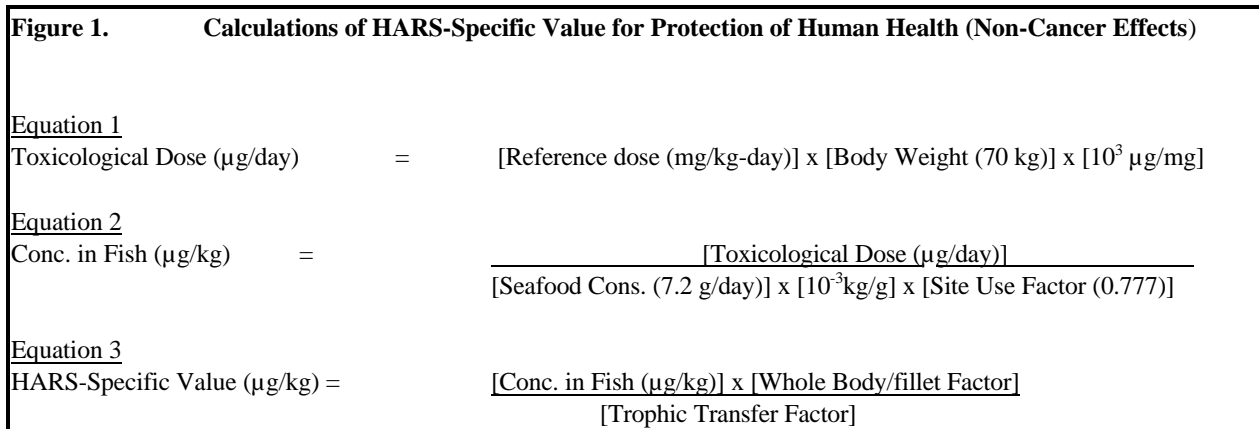 Figure 1. Calculations of HARS-Specific Value for Protection of Human Health (Non-Cancer Effects)
Equation 1
Toxicological Dose (µg/day) = [Reference dose (mg/kg-day)] x [Body Weight (70 kg)] x [10³ µg/mg]
Equation 2
Conc. in Fish (µg/kg) = [Toxicological Dose (µg/day)]
[Seafood Cons. (7.2 g/day)] x [10⁻³kg/g] x [Site Use Factor (0.777)]
Equation 3
HARS-Specific Value (µg/kg) = [Conc. in Fish (µg/kg)] x [Whole Body/fillet Factor]
[Trophic Transfer Factor]